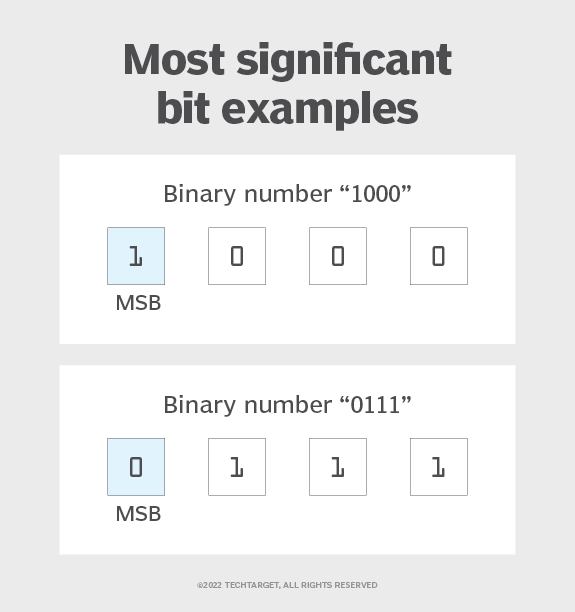 Most significant
bit examples
Binary number “1000”
1 0 0 0
MSB
Binary number “0111”
0 1 1 1
MSB
©2022 TECHTARGET, ALL RIGHTS RESERVED